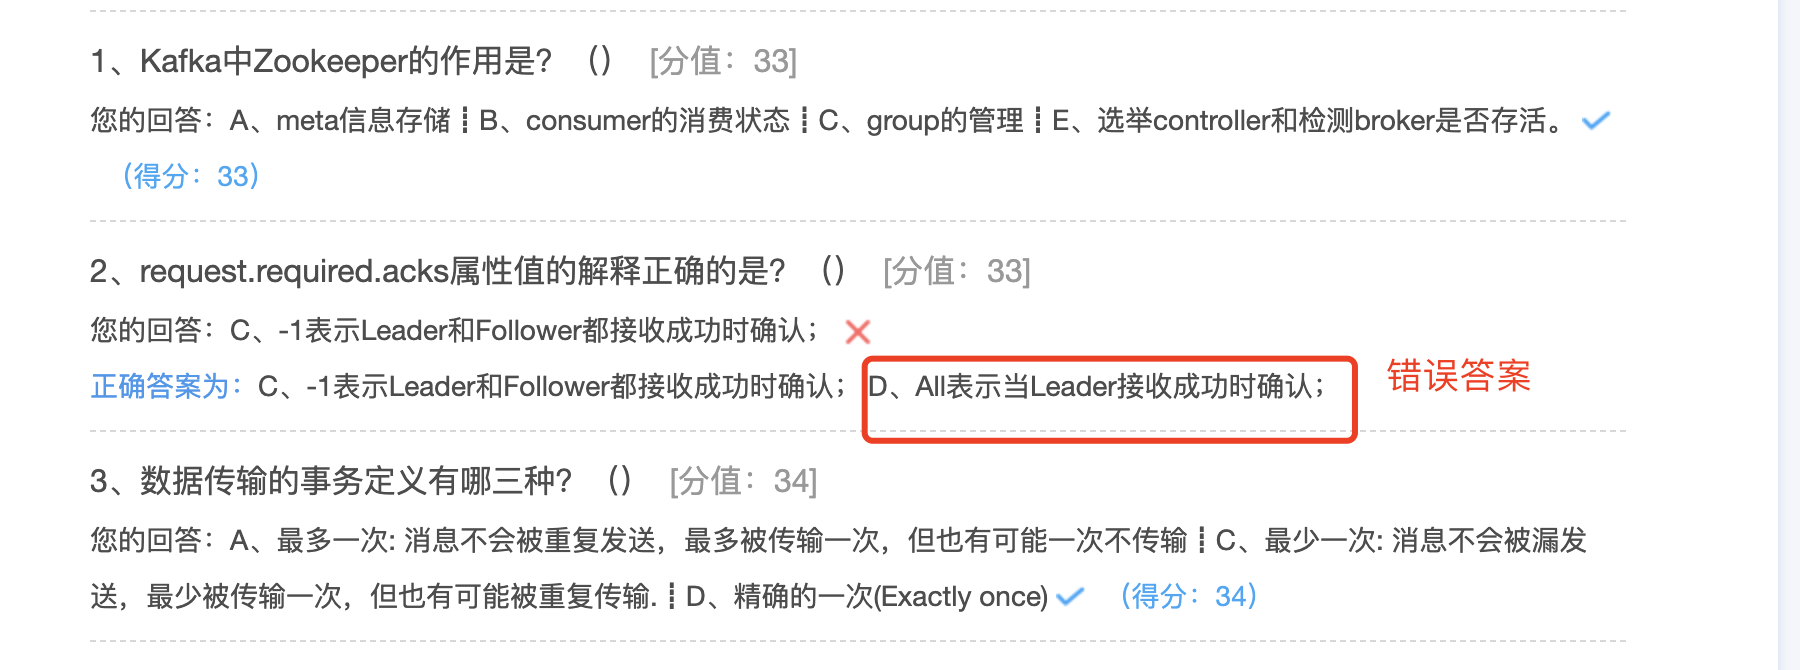 1、Kafka中Zookeeper的作用是? () [分值：33]
您的回答：A、meta信息存储┋B、consumer的消费状态┋C、group的管理┋E、选举controller和检测broker是否存活。
（得分：33）
2、request.required.acks属性值的解释正确的是? () [分值：33]
您的回答：C、-1表示Leader和Follower都接收成功时确认；
正确答案为：C、-1表示Leader和Follower都接收成功时确认；D、All表示当Leader接收成功时确认；
错误答案
3、数据传输的事务定义有哪三种? () [分值：34]
您的回答：A、最多一次: 消息不会被重复发送，最多被传输一次，但也有可能一次不传输┋C、最少一次: 消息不会被漏发
送，最少被传输一次，但也有可能被重复传输.┋D、精确的一次(Exactly once) （得分：34）